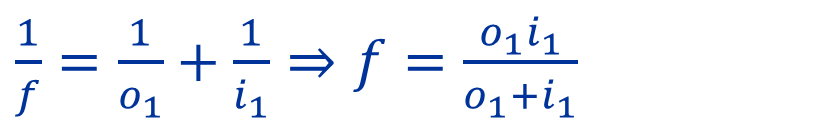 1/f = 1/o₁ + 1/i₁ ⇒ f = o₁i₁/(o₁+i₁)